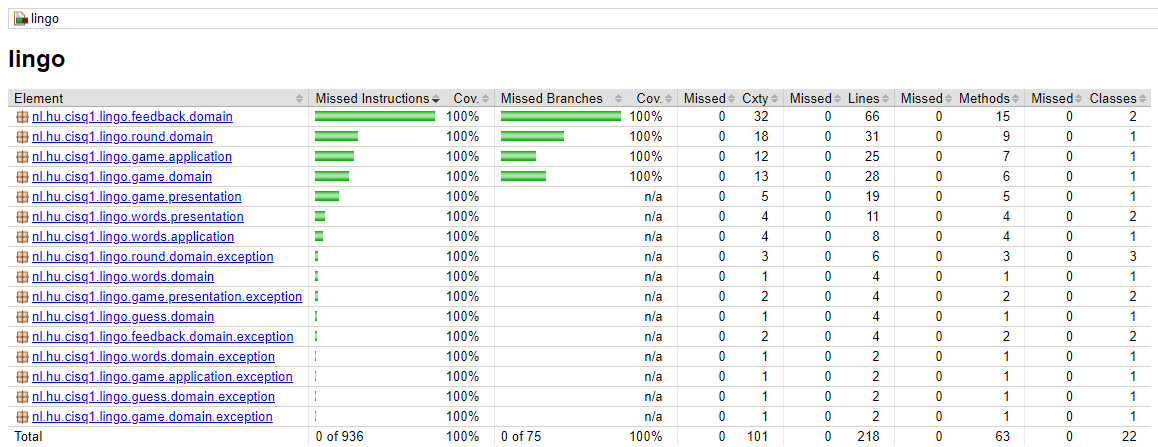 lingo
lingo
Element Missed Instructions Cov. Missed Branches Cov. Missed Cxty Missed Lines Missed Methods Missed Classes
nl.hu.cisq1.lingo.feedback.domain 100% 100% 0 32 0 66 0 15 0 2
nl.hu.cisq1.lingo.round.domain 100% 100% 0 18 0 31 0 9 0 1
nl.hu.cisq1.lingo.game.application 100% 100% 0 12 0 25 0 7 0 1
nl.hu.cisq1.lingo.game.domain 100% 100% 0 13 0 28 0 6 0 1
nl.hu.cisq1.lingo.game.presentation 100% n/a 0 5 0 19 0 5 0 1
nl.hu.cisq1.lingo.words.presentation 100% n/a 0 4 0 11 0 4 0 2
nl.hu.cisq1.lingo.words.application 100% n/a 0 4 0 8 0 4 0 1
nl.hu.cisq1.lingo.round.domain.exception 100% n/a 0 3 0 6 0 3 0 3
nl.hu.cisq1.lingo.words.domain 100% n/a 0 1 0 4 0 1 0 1
nl.hu.cisq1.lingo.game.presentation.exception 100% n/a 0 2 0 4 0 2 0 2
nl.hu.cisq1.lingo.guess.domain 100% n/a 0 1 0 4 0 1 0 1
nl.hu.cisq1.lingo.feedback.domain.exception 100% n/a 0 2 0 4 0 2 0 2
nl.hu.cisq1.lingo.words.domain.exception 100% n/a 0 1 0 2 0 1 0 1
nl.hu.cisq1.lingo.game.application.exception 100% n/a 0 1 0 2 0 1 0 1
nl.hu.cisq1.lingo.guess.domain.exception 100% n/a 0 1 0 2 0 1 0 1
nl.hu.cisq1.lingo.game.domain.exception 100% n/a 0 1 0 2 0 1 0 1
Total 0 of 936 100% 0 of 75 100% 0 101 0 218 0 63 0 22